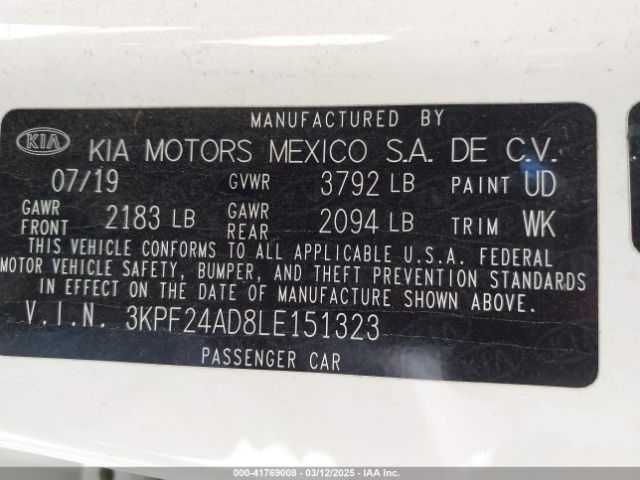 MANUFACTURED BY
KIA KIA MOTORS MEXICO S.A. DE C.V.
07/19 GVWR 3792 LB PAINT UD
GAWR FRONT 2183 LB GAWR REAR 2094 LB TRIM WK
THIS VEHICLE CONFORMS TO ALL APPLICABLE U.S.A. FEDERAL
MOTOR VEHICLE SAFETY, BUMPER, AND THEFT PREVENTION STANDARDS
IN EFFECT ON THE DATE OF MANUFACTURE SHOWN ABOVE.
V.I.N. 3KPF24AD8LE151323
PASSENGER CAR
000-41769008 - 03/12/2025 - IAA Inc.